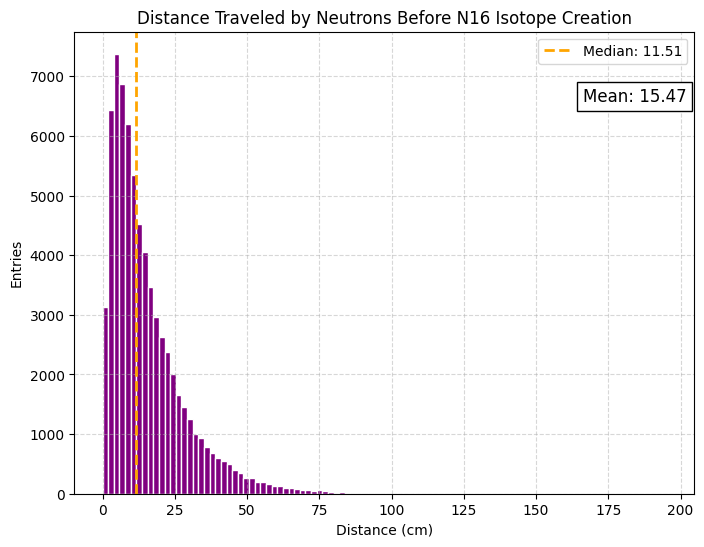 Distance Traveled by Neutrons Before N16 Isotope Creation
Median: 11.51
Mean: 15.47
Entries
7000
6000
5000
4000
3000
2000
1000
0
0 25 50 75 100 125 150 175 200
Distance (cm)